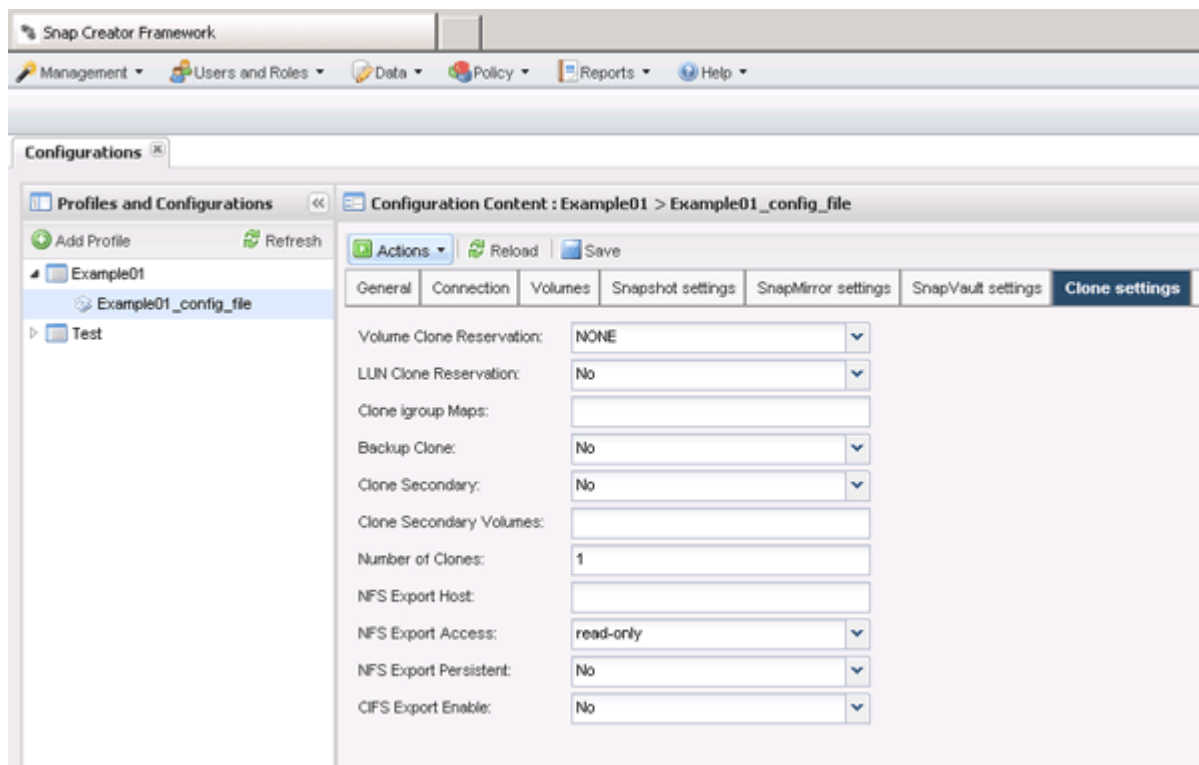 Snap Creator Framework
Management Users and Roles Data Policy Reports Help
Configurations
Profiles and Configurations
Add Profile Refresh
Example01
Example01_config_file
Test
Configuration Content : Example01 > Example01_config_file
Actions Reload Save
General Connection Volumes Snapshot settings SnapMirror settings SnapVault settings Clone settings
Volume Clone Reservation: NONE
LUN Clone Reservation: No
Clone igroup Maps:
Backup Clone: No
Clone Secondary: No
Clone Secondary Volumes:
Number of Clones: 1
NFS Export Host:
NFS Export Access: read-only
NFS Export Persistent: No
CIFS Export Enable: No